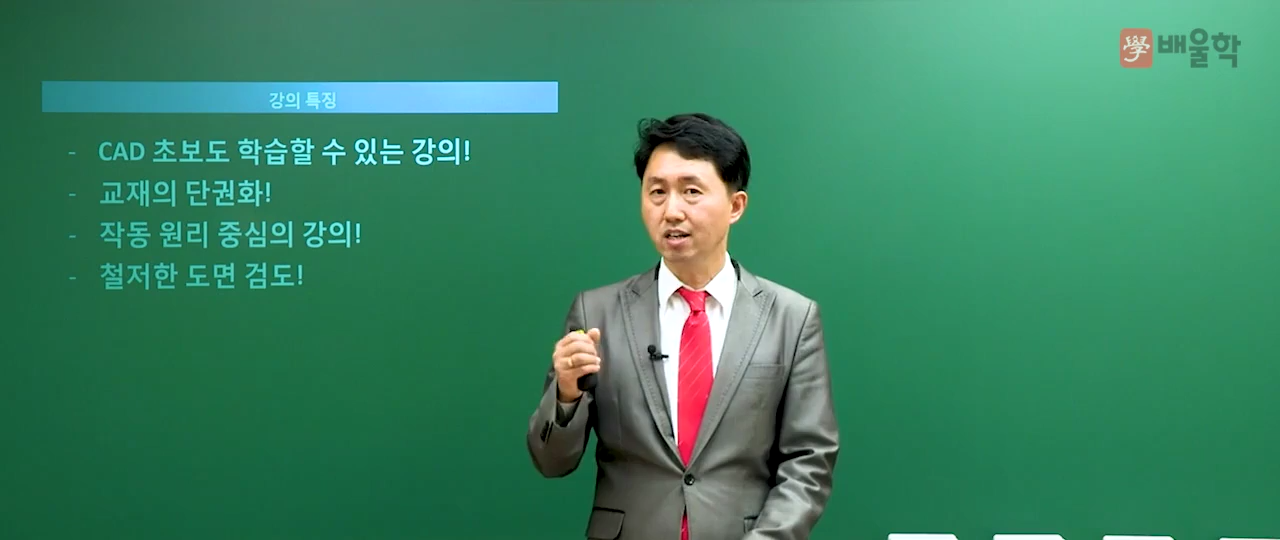 學 배울학
강의 특징
- CAD 초보도 학습할 수 있는 강의!
- 교재의 단권화!
- 작동 원리 중심의 강의!
- 철저한 도면 검도!